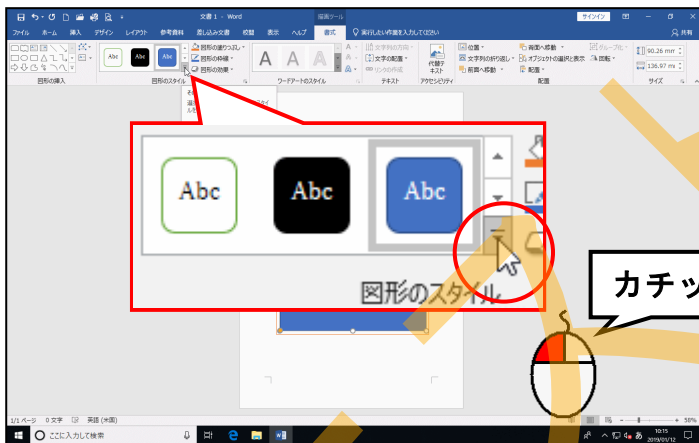 文書 1 - Word
描画ツール
サインイン
ファイル ホーム 挿入 デザイン レイアウト 参考資料 差し込み文書 校閲 表示 ヘルプ 書式 実行したい作業を入力してください 共有
図形の塗りつぶし
図形の枠線
図形の効果
文字列の方向
文字の配置
リンクの作成
代替テキスト
位置
文字列の折り返し
前面へ移動
背面へ移動
オブジェクトの選択と表示
配置
グループ化
回転
90.26 mm
136.97 mm
Abc Abc Abc
A A A
図形の挿入 図形のスタイル ワードアートのスタイル テキスト アクセシビリティ 配置 サイズ
Abc Abc Abc
図形のスタイル
カチッ
1/1 ページ 0 文字 英語 (米国)
38%
ここに入力して検索
あ
10:15
2019/01/12